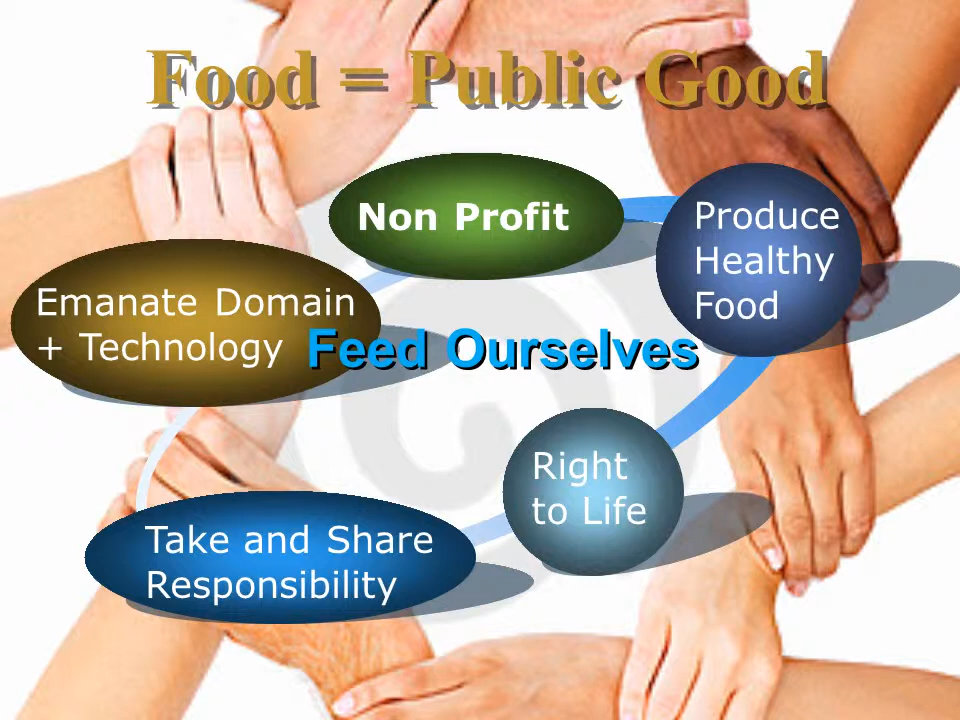 Food = Public Good
Non Profit
Produce
Healthy
Food
Emanate Domain
+ Technology
Feed Ourselves
Right
to Life
Take and Share
Responsibility